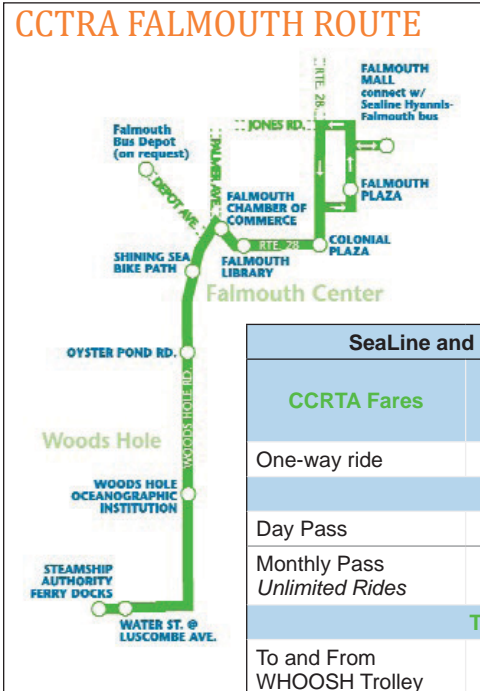 CCTRA FALMOUTH ROUTE
RTE. 28
FALMOUTH
MALL
connect w/
Sealine Hyannis-
Falmouth bus
JONES RD.
Falmouth
Bus Depot
(on request)
PALMER AVE.
DEPOT AVE.
FALMOUTH
CHAMBER OF
COMMERCE
FALMOUTH
PLAZA
RTE. 28
COLONIAL
PLAZA
FALMOUTH
LIBRARY
SHINING SEA
BIKE PATH
Falmouth Center
OYSTER POND RD.
WOODS HOLE RD.
Woods Hole
WOODS HOLE
OCEANOGRAPHIC
INSTITUTION
STEAMSHIP
AUTHORITY
FERRY DOCKS
WATER ST. @
LUSCOMBE AVE.
SeaLine and
CCRTA Fares
One-way ride
Day Pass
Monthly Pass
Unlimited Rides
T
To and From
WHOOSH Trolley